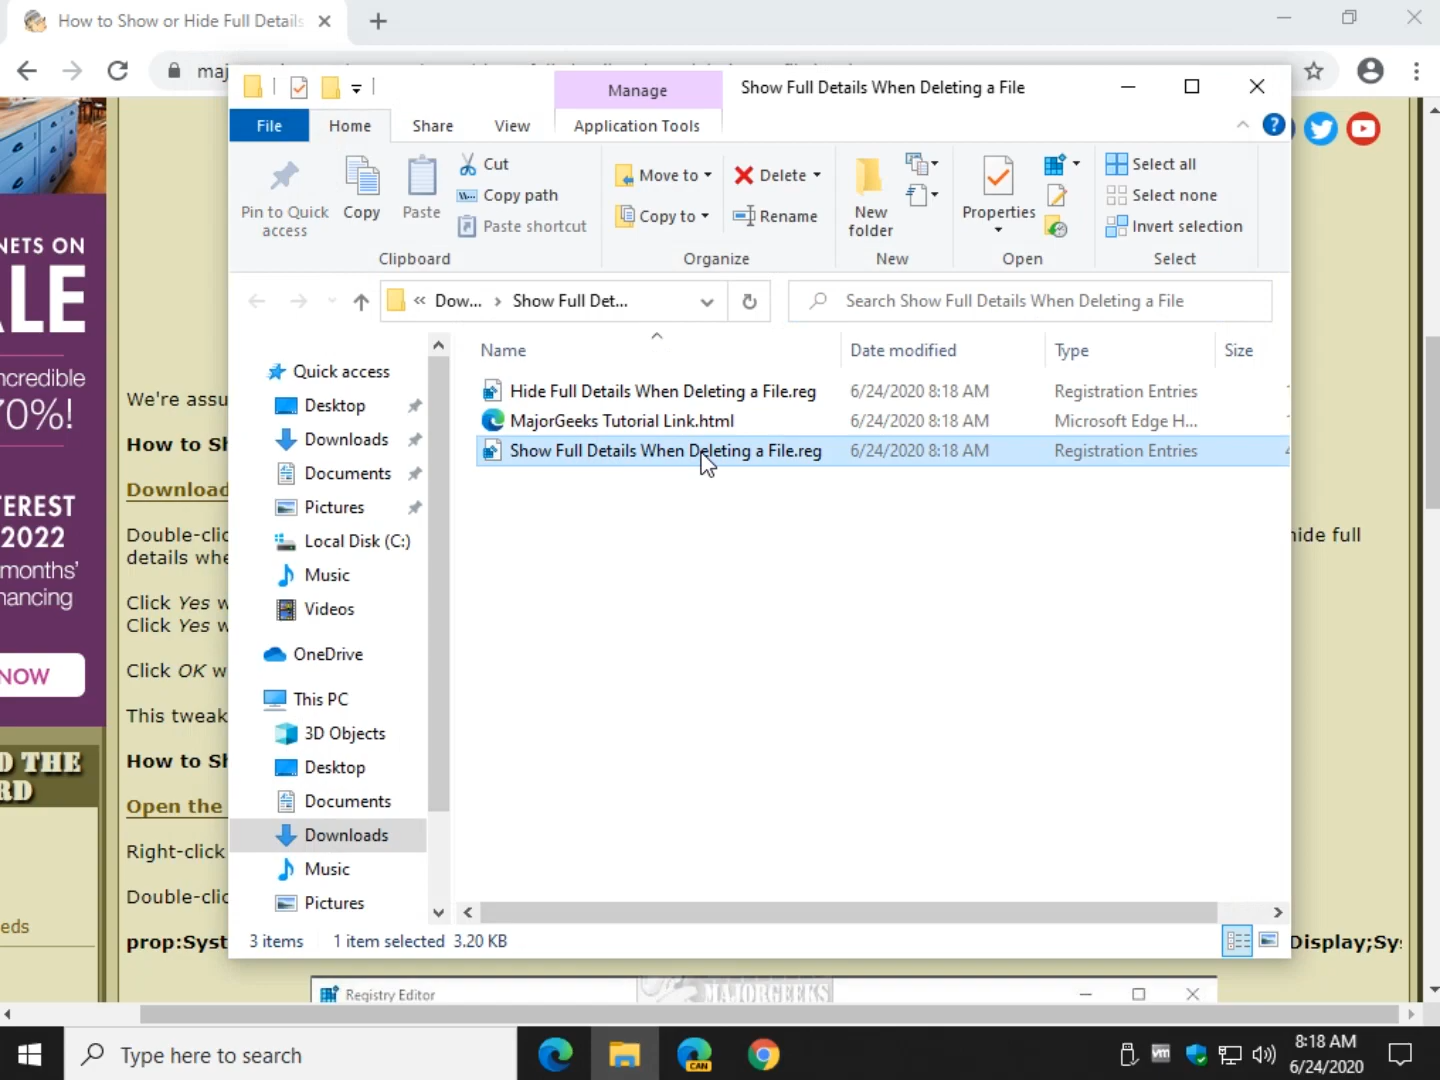 How to Show or Hide Full Details
maj
Manage
Show Full Details When Deleting a File
File
Home
Share
View
Application Tools
Pin to Quick access
Copy
Paste
Cut
Copy path
Paste shortcut
Clipboard
Move to
Copy to
Delete
Rename
Organize
New folder
New
Properties
Open
Select all
Select none
Invert selection
Select
« Dow... › Show Full Det...
Search Show Full Details When Deleting a File
Name
Date modified
Type
Size
Hide Full Details When Deleting a File.reg
6/24/2020 8:18 AM
Registration Entries
MajorGeeks Tutorial Link.html
6/24/2020 8:18 AM
Microsoft Edge H...
Show Full Details When Deleting a File.reg
6/24/2020 8:18 AM
Registration Entries
Quick access
Desktop
Downloads
Documents
Pictures
Local Disk (C:)
Music
Videos
OneDrive
This PC
3D Objects
Desktop
Documents
Downloads
Music
Pictures
3 items
1 item selected 3.20 KB
NETS ON
LE
ncredible
70%!
EREST
2022
months'
nancing
NOW
D THE
RD
eds
We're assu
How to Sh
Download
Double-clic
hide full
details whe
Click Yes w
Click Yes w
Click OK w
This tweak
How to Sh
Open the
Right-click
Double-clic
prop:Syst
Display;Sy
Registry Editor
MAJORGEEKS
Type here to search
CAN
vm
8:18 AM
6/24/2020